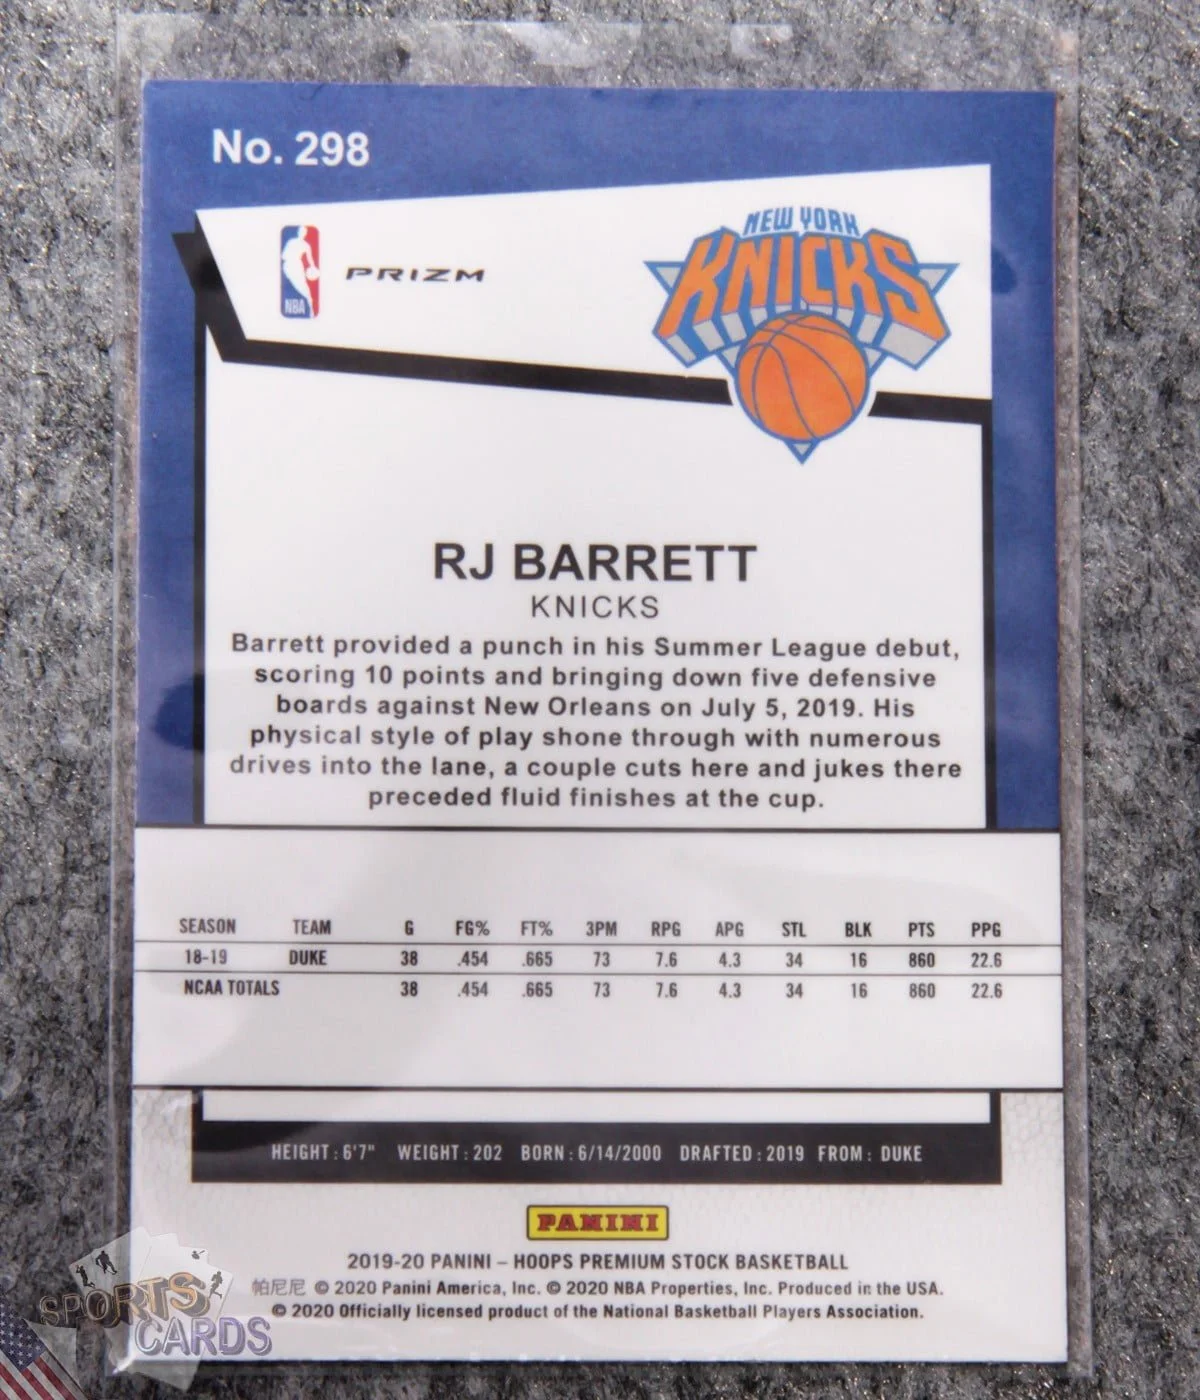 No. 298
NBA
PRIZM
NEW YORK
KNICKS
RJ BARRETT
KNICKS
Barrett provided a punch in his Summer League debut,
scoring 10 points and bringing down five defensive
boards against New Orleans on July 5, 2019. His
physical style of play shone through with numerous
drives into the lane, a couple cuts here and jukes there
preceded fluid finishes at the cup.
SEASON TEAM G FG% FT% 3PM RPG APG STL BLK PTS PPG
18-19 DUKE 38 .454 .665 73 7.6 4.3 34 16 860 22.6
NCAA TOTALS 38 .454 .665 73 7.6 4.3 34 16 860 22.6
HEIGHT: 6'7" WEIGHT: 202 BORN: 6/14/2000 DRAFTED: 2019 FROM: DUKE
PANINI
2019-20 PANINI – HOOPS PREMIUM STOCK BASKETBALL
帕尼尼 © 2020 Panini America, Inc. © 2020 NBA Properties, Inc. Produced in the USA.
© 2020 Officially licensed product of the National Basketball Players Association.
SPORTS
CARDS